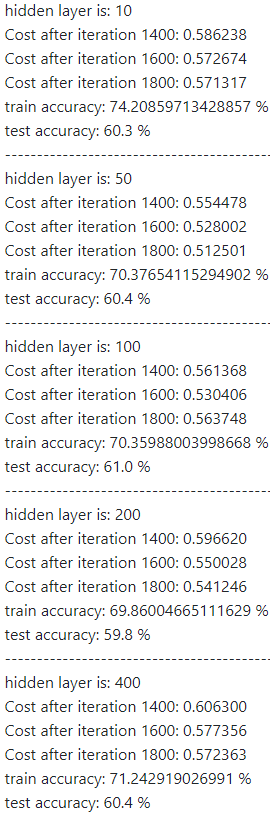 hidden layer is: 10
Cost after iteration 1400: 0.586238
Cost after iteration 1600: 0.572674
Cost after iteration 1800: 0.571317
train accuracy: 74.20859713428857 %
test accuracy: 60.3 %
-------------------------------------------
hidden layer is: 50
Cost after iteration 1400: 0.554478
Cost after iteration 1600: 0.528002
Cost after iteration 1800: 0.512501
train accuracy: 70.37654115294902 %
test accuracy: 60.4 %
-------------------------------------------
hidden layer is: 100
Cost after iteration 1400: 0.561368
Cost after iteration 1600: 0.530406
Cost after iteration 1800: 0.563748
train accuracy: 70.35988003998668 %
test accuracy: 61.0 %
-------------------------------------------
hidden layer is: 200
Cost after iteration 1400: 0.596620
Cost after iteration 1600: 0.550028
Cost after iteration 1800: 0.541246
train accuracy: 69.86004665111629 %
test accuracy: 59.8 %
-------------------------------------------
hidden layer is: 400
Cost after iteration 1400: 0.606300
Cost after iteration 1600: 0.577356
Cost after iteration 1800: 0.572363
train accuracy: 71.242919026991 %
test accuracy: 60.4 %